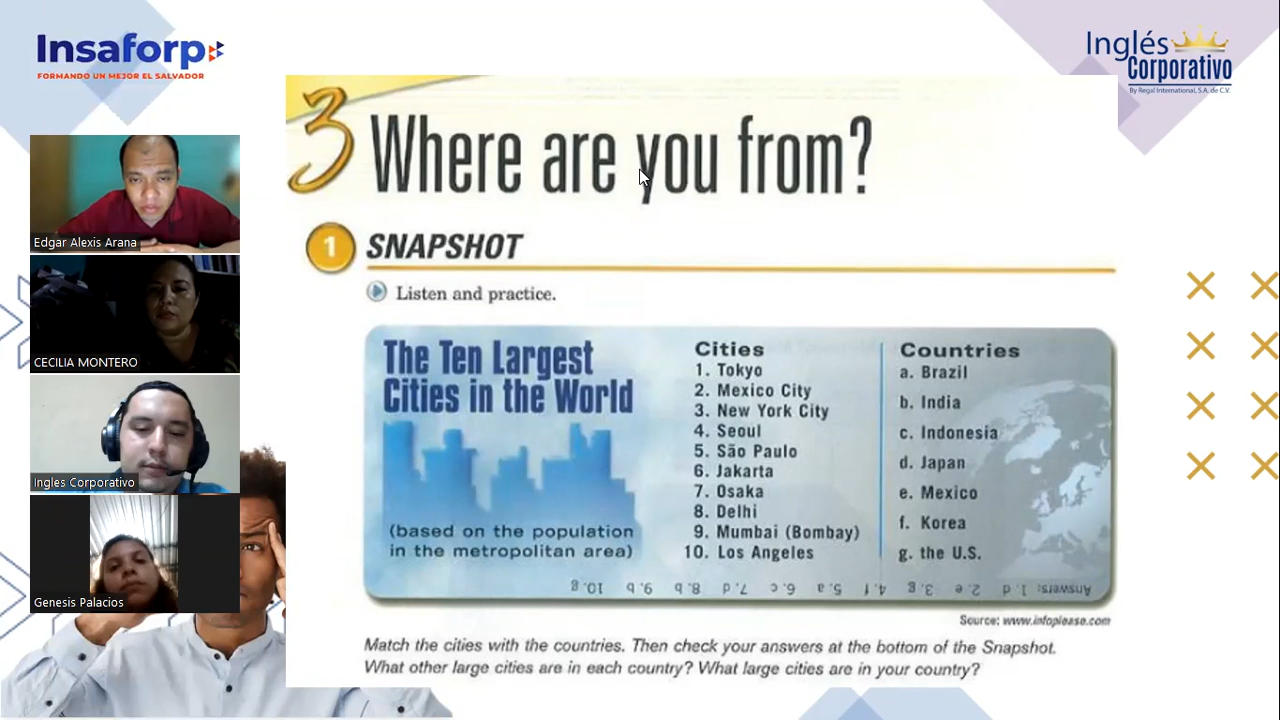 Insaforp
FORMANDO UN MEJOR EL SALVADOR
Inglés
Corporativo
By Regal International, S.A. de C.V.
Edgar Alexis Arana
CECILIA MONTERO
Ingles Corporativo
Genesis Palacios
3 Where are you from?
1 SNAPSHOT
Listen and practice.
The Ten Largest
Cities in the World
(based on the population
in the metropolitan area)
Cities
1. Tokyo
2. Mexico City
3. New York City
4. Seoul
5. São Paulo
6. Jakarta
7. Osaka
8. Delhi
9. Mumbai (Bombay)
10. Los Angeles
Countries
a. Brazil
b. India
c. Indonesia
d. Japan
e. Mexico
f. Korea
g. the U.S.
Answers: 1. d 2. e 3. g 4. f 5. a 6. c 7. d 8. b 9. b 10. g
Source: www.infoplease.com
Match the cities with the countries. Then check your answers at the bottom of the Snapshot.
What other large cities are in each country? What large cities are in your country?